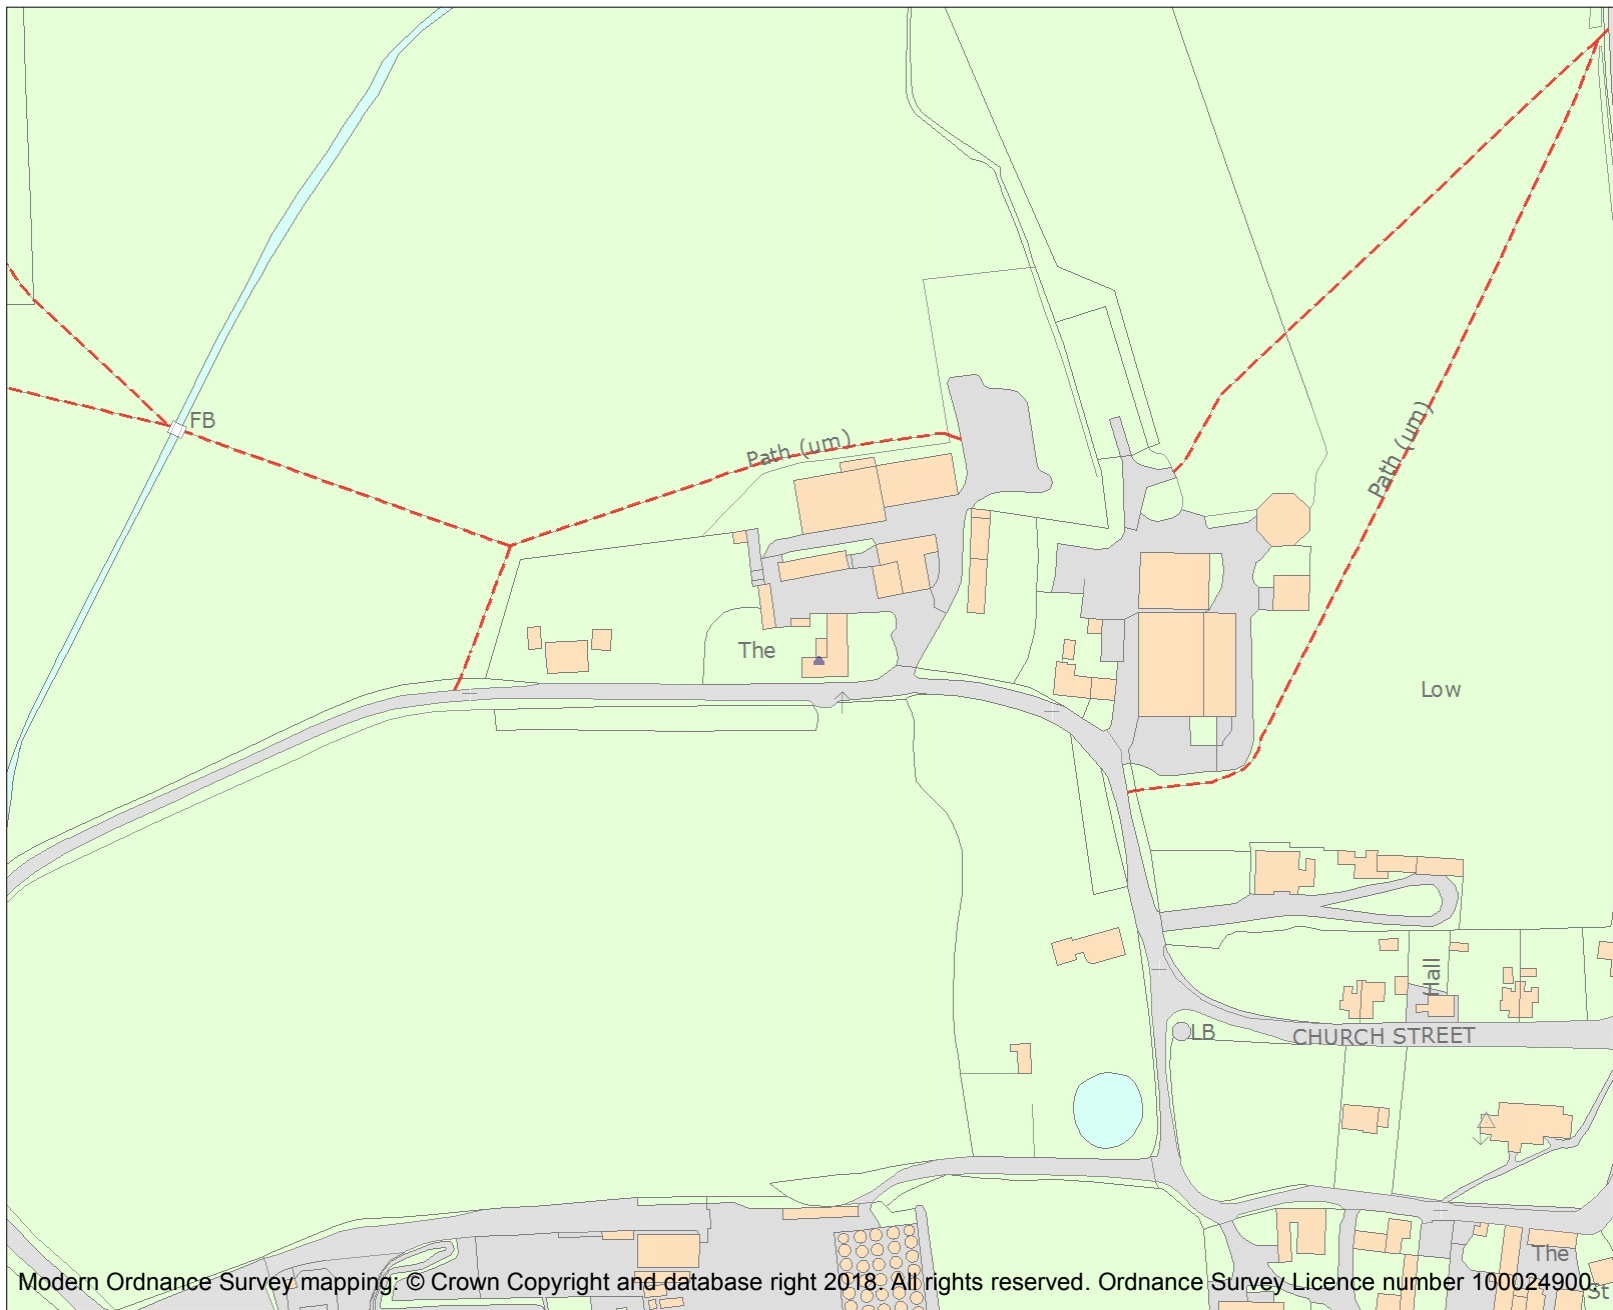 FB
Path (um)
Path (um)
The
Low
Hall
LB
CHURCH STREET
The
St
Modern Ordnance Survey mapping: © Crown Copyright and database right 2018. All rights reserved. Ordnance Survey Licence number 100024900.